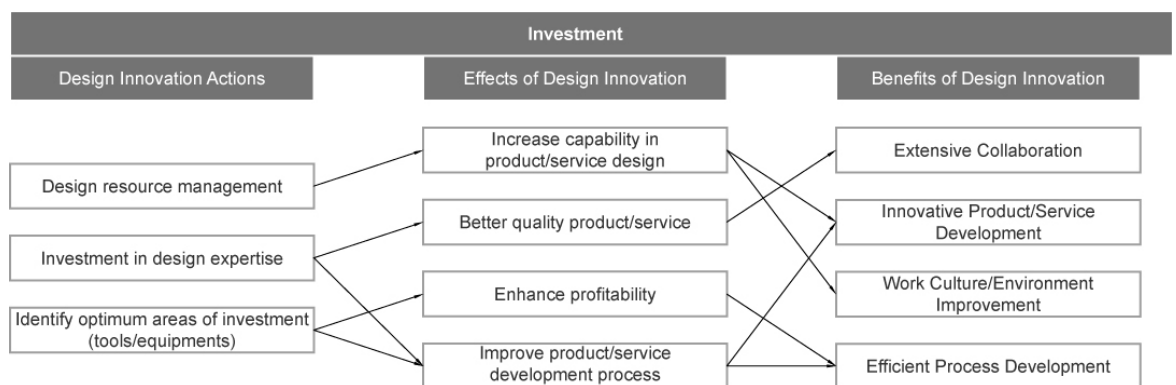 Investment
Design Innovation Actions
Effects of Design Innovation
Benefits of Design Innovation
Design resource management
Investment in design expertise
Identify optimum areas of investment
(tools/equipments)
Increase capability in
product/service design
Better quality product/service
Enhance profitability
Improve product/service
development process
Extensive Collaboration
Innovative Product/Service
Development
Work Culture/Environment
Improvement
Efficient Process Development